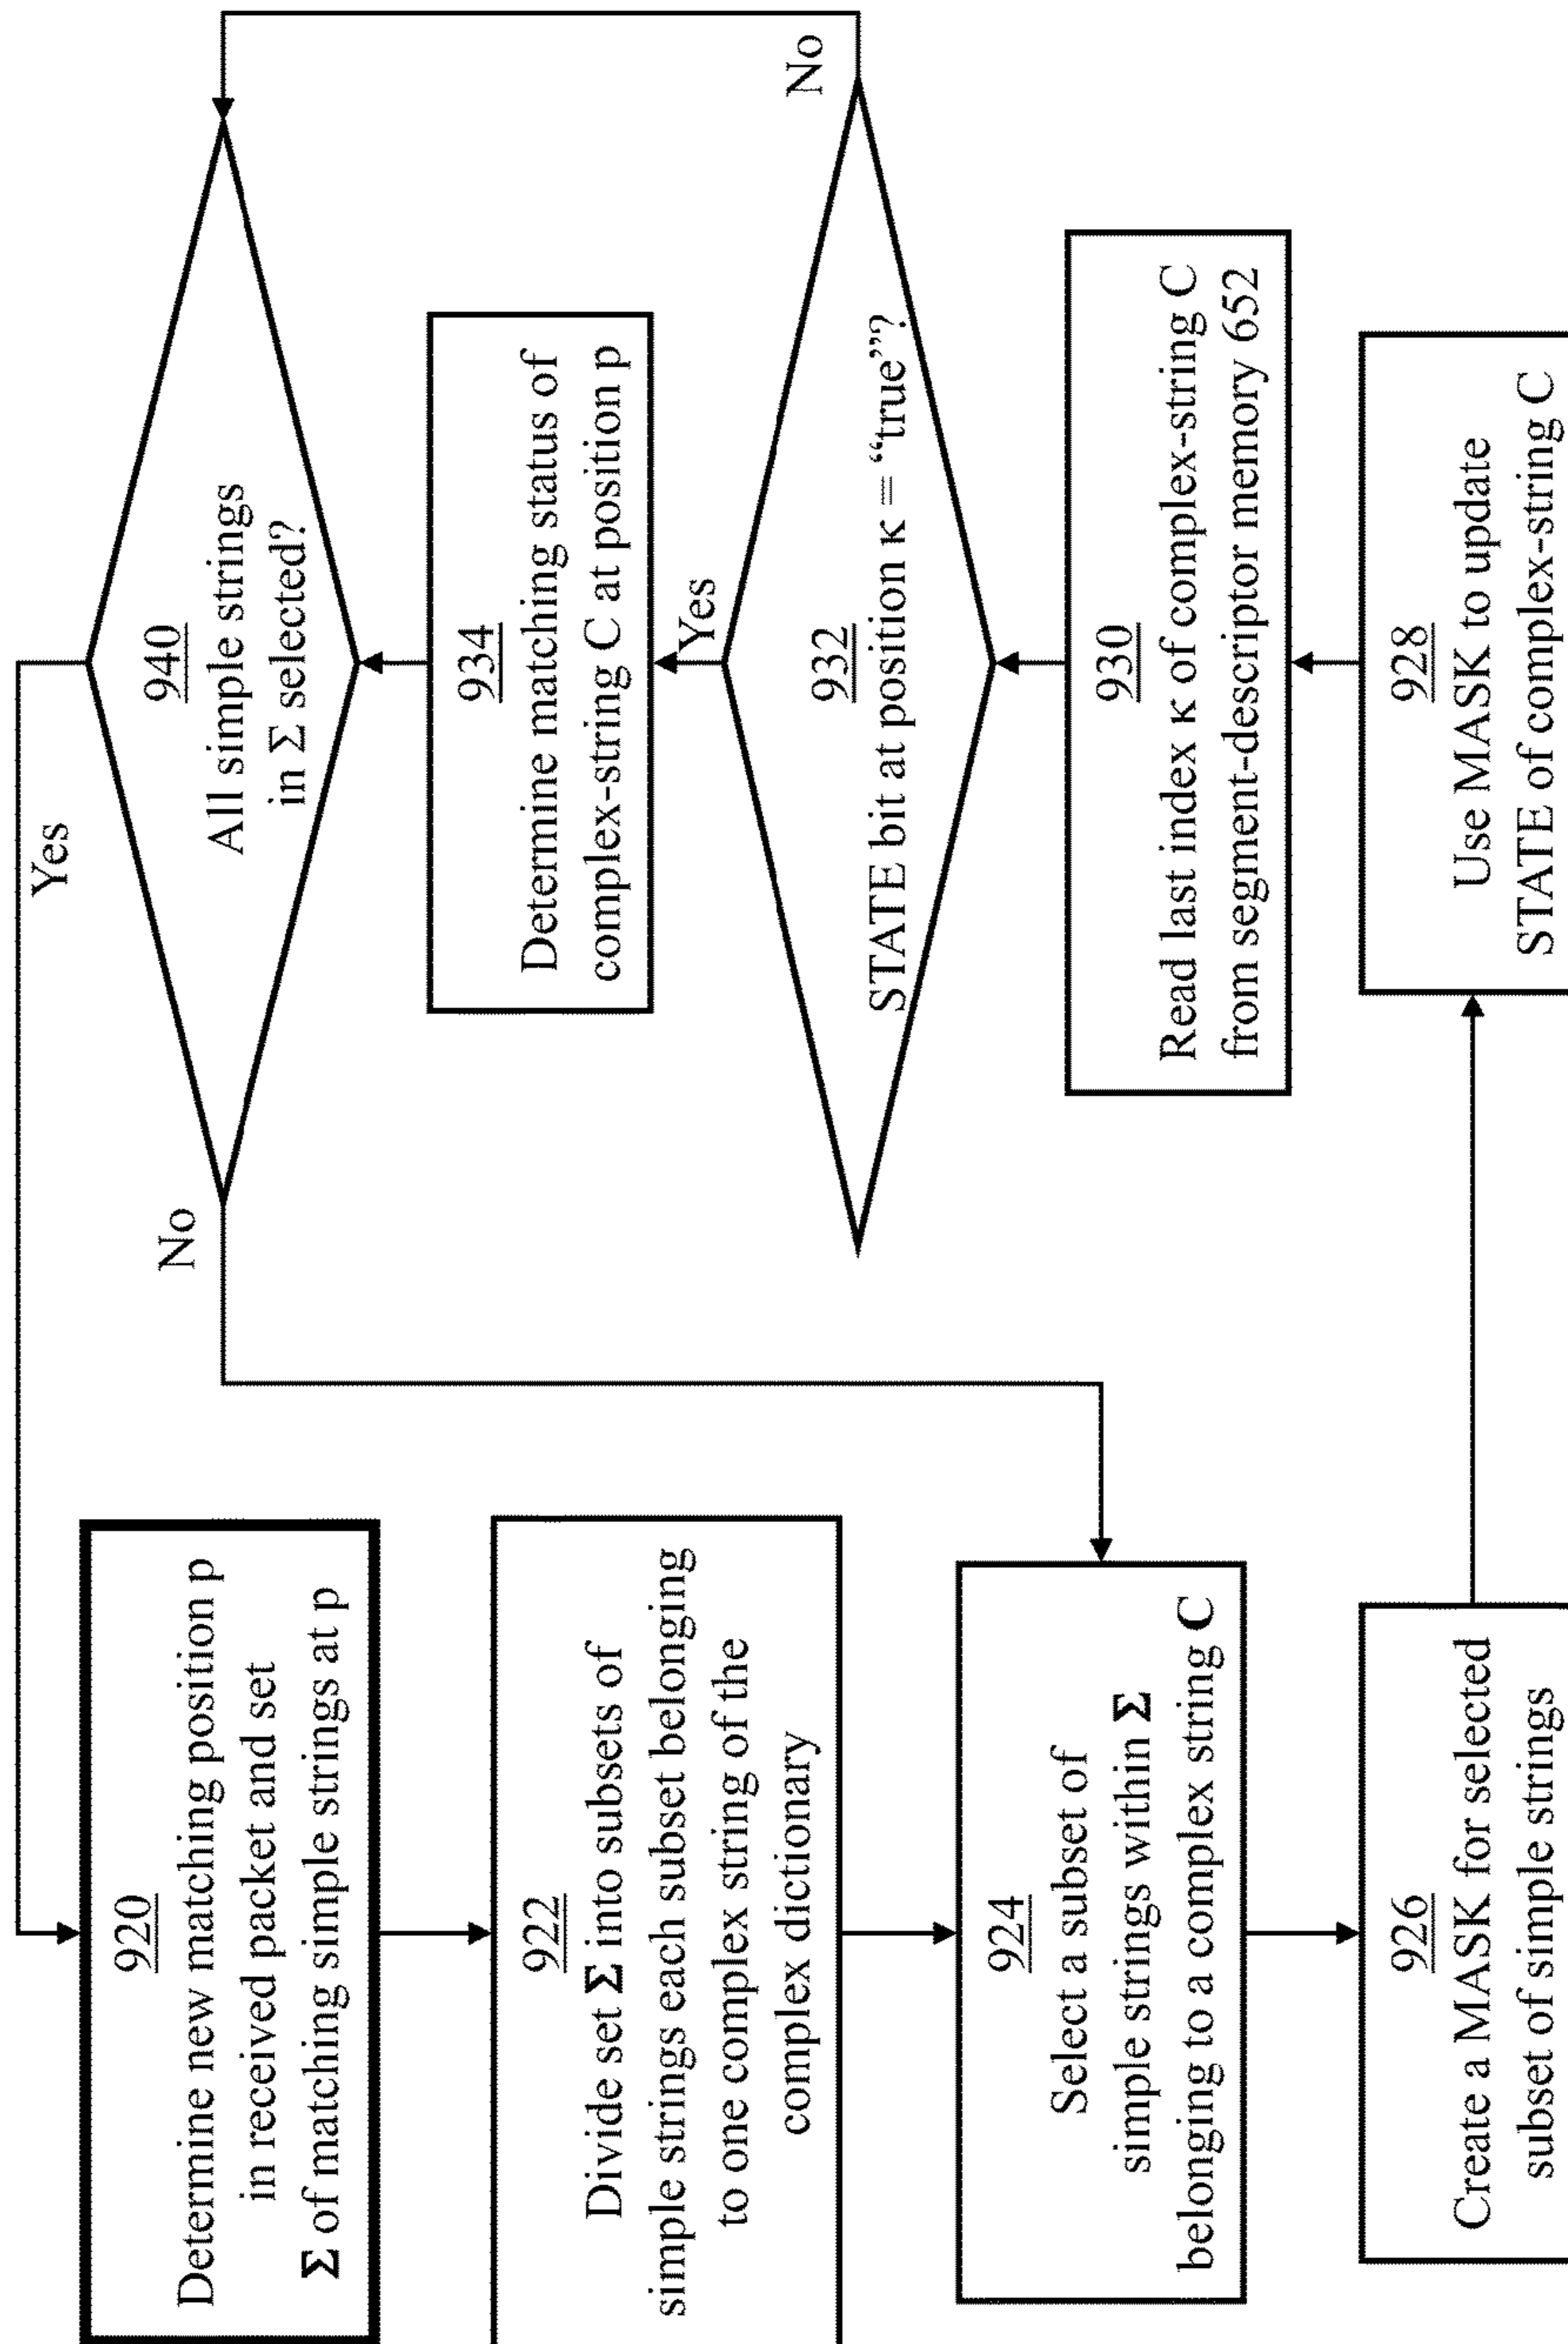 920
Determine new matching position p
in received packet and set
Σ of matching simple strings at p
922
Divide set Σ into subsets of
simple strings each subset belonging
to one complex string of the
complex dictionary
924
Select a subset of
simple strings within Σ
belonging to a complex string C
926
Create a MASK for selected
subset of simple strings
928
Use MASK to update
STATE of complex-string C
930
Read last index κ of complex-string C
from segment-descriptor memory 652
932
STATE bit at position κ = “true”?
No
Yes
934
Determine matching status of
complex-string C at position p
940
All simple strings
in Σ selected?
No
Yes